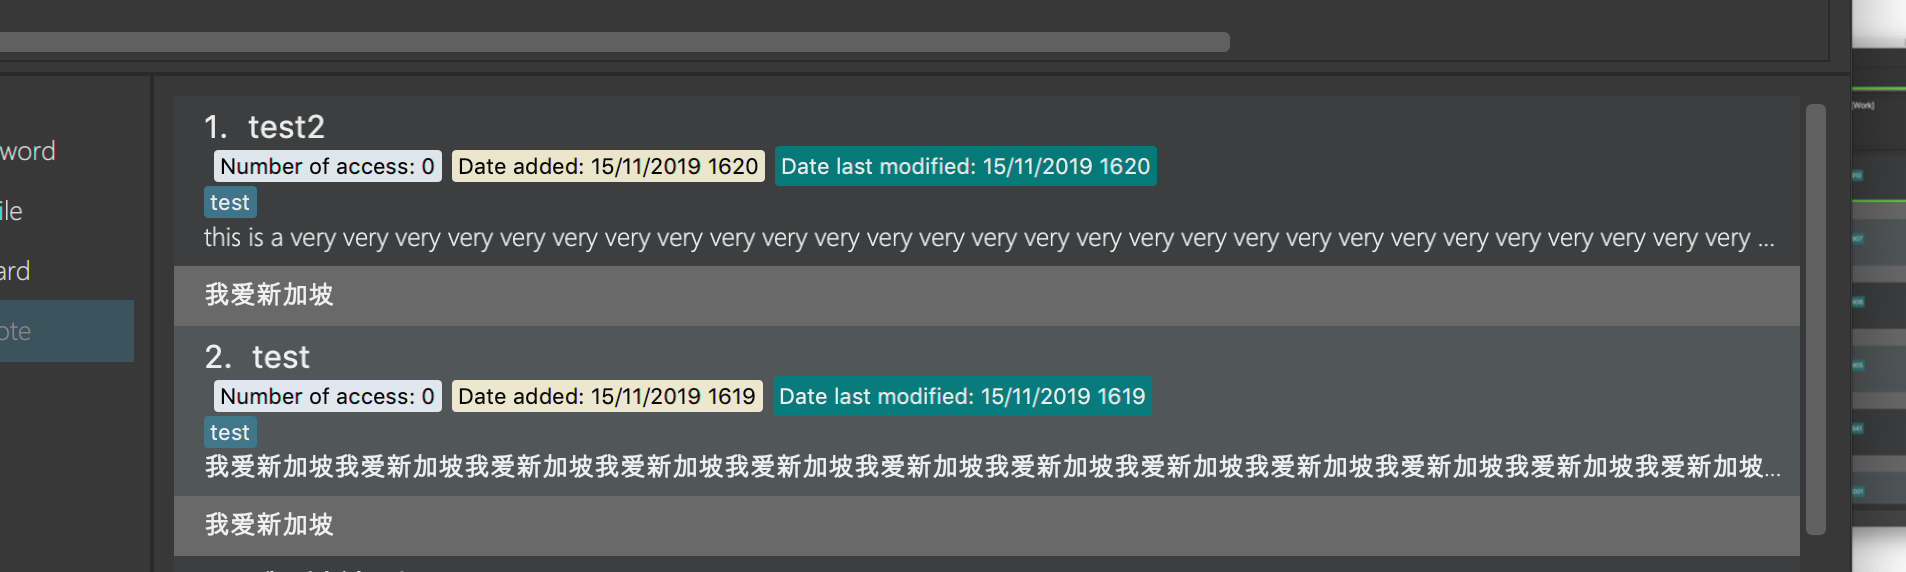 word
ile
ard
ote
1. test2
Number of access: 0 Date added: 15/11/2019 1620 Date last modified: 15/11/2019 1620
test
this is a very very very very very very very very very very very very very very very very very very very very very very very very very very very very ...
我爱新加坡
2. test
Number of access: 0 Date added: 15/11/2019 1619 Date last modified: 15/11/2019 1619
test
我爱新加坡我爱新加坡我爱新加坡我爱新加坡我爱新加坡我爱新加坡我爱新加坡我爱新加坡我爱新加坡我爱新加坡我爱新加坡我爱新加坡...
我爱新加坡
[Work]